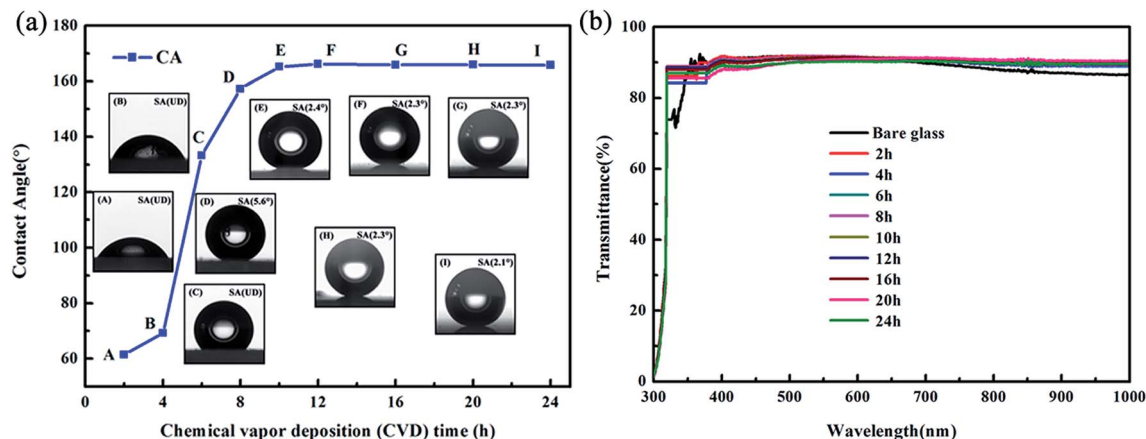 (a)
180
160
140
120
100
80
60
Contact Angle(°)
CA
A
B
C
D
E
F
G
H
I
(B) SA(UD)
(E) SA(2.4°)
(F) SA(2.3°)
(G) SA(2.3°)
(A) SA(UD)
(D) SA(5.6°)
(H) SA(2.3°)
(I) SA(2.1°)
(C) SA(UD)
0 4 8 12 16 20 24
Chemical vapor deposition (CVD) time (h)
(b)
100
80
60
40
20
0
Transmittance(%)
Bare glass
2h
4h
6h
8h
10h
12h
16h
20h
24h
300 400 500 600 700 800 900 1000
Wavelength(nm)